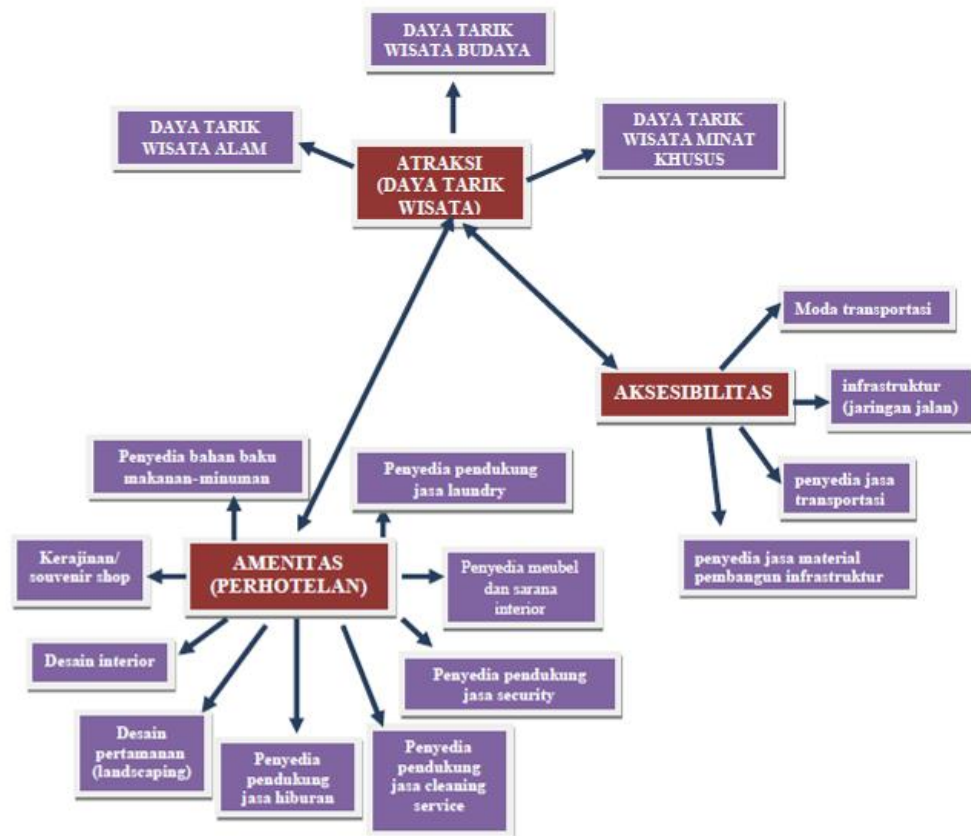 DAYA TARIK
WISATA BUDAYA
DAYA TARIK
WISATA ALAM
DAYA TARIK
WISATA MINAT
KHUSUS
ATRAKSI
(DAYA TARIK
WISATA)
Moda transportasi
AKSESIBILITAS
infrastruktur
(jaringan jalan)
penyedia jasa
transportasi
penyedia jasa material
pembangun infrastruktur
Penyedia bahan baku
makanan-minuman
Penyedia pendukung
jasa laundry
Kerajinan/
souvenir shop
AMENITAS
(PERHOTELAN)
Penyedia meubel
dan sarana
interior
Desain interior
Penyedia pendukung
jasa security
Desain
pertamanan
(landscaping)
Penyedia
pendukung
jasa hiburan
Penyedia
pendukung
jasa cleaning
service